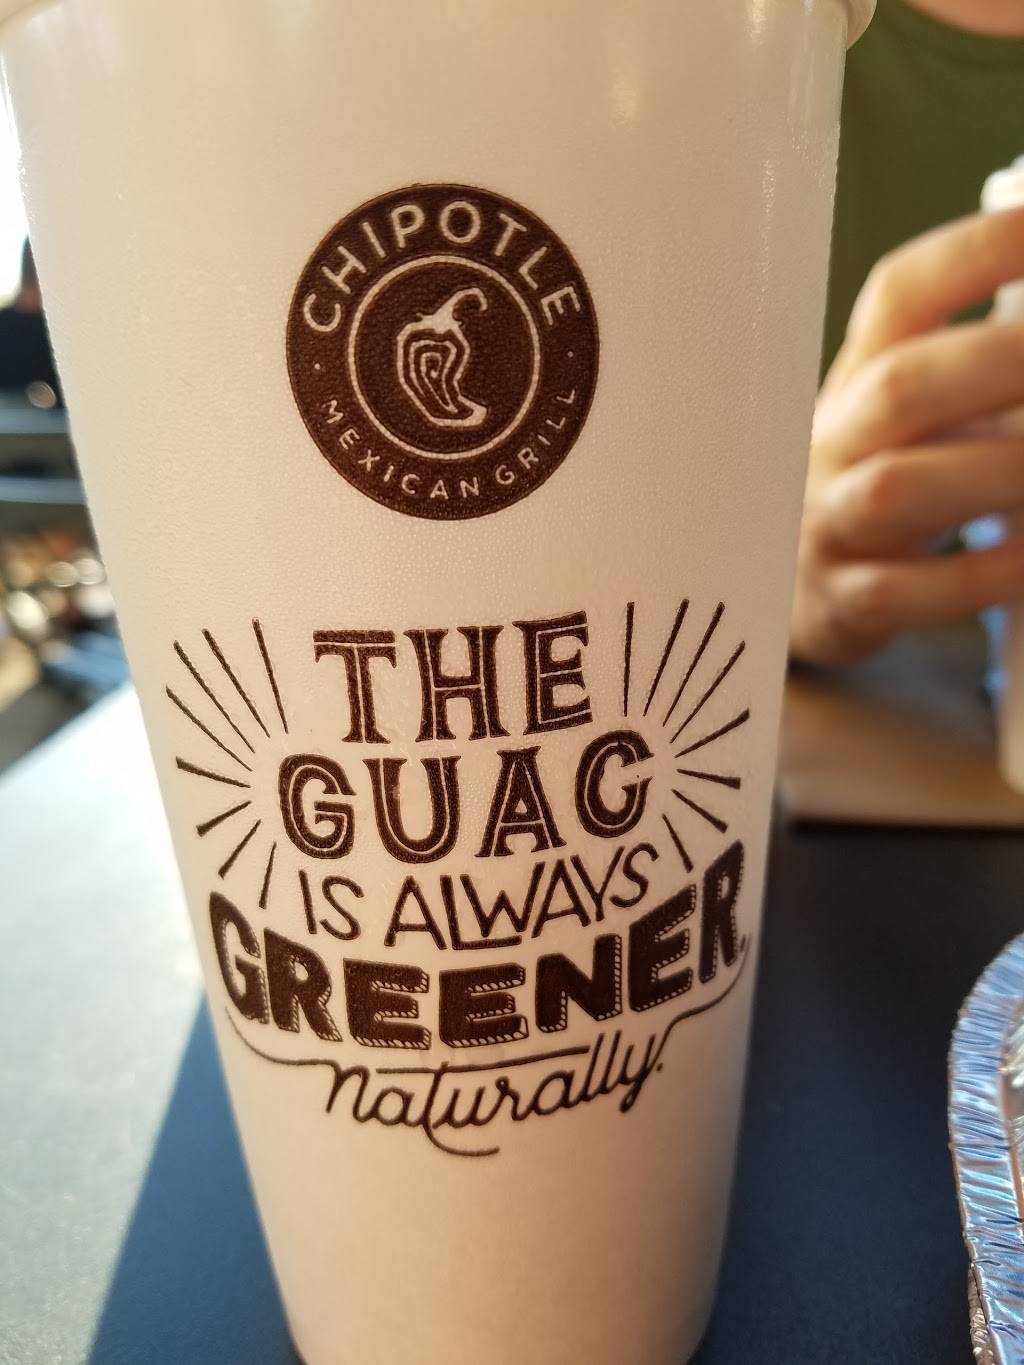 CHIPOTLE
MEXICAN GRILL
THE
GUAC
IS ALWAYS
GREENER,
naturally.